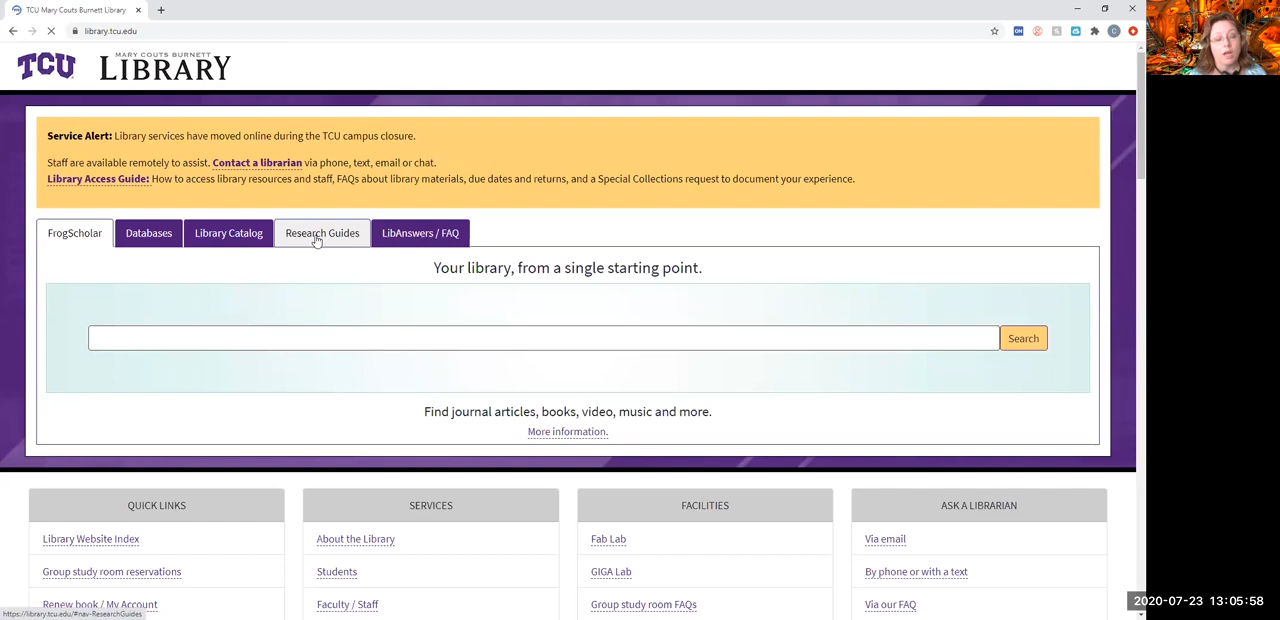 TCU Mary Couts Burnett Library
library.tcu.edu
TCU
MARY COUTS BURNETT
LIBRARY
Service Alert: Library services have moved online during the TCU campus closure.
Staff are available remotely to assist. Contact a librarian via phone, text, email or chat.
Library Access Guide: How to access library resources and staff, FAQs about library materials, due dates and returns, and a Special Collections request to document your experience.
FrogScholar Databases Library Catalog Research Guides LibAnswers / FAQ
Your library, from a single starting point.
Search
Find journal articles, books, video, music and more.
More information.
QUICK LINKS
Library Website Index
Group study room reservations
Renew book / My Account
SERVICES
About the Library
Students
Faculty / Staff
FACILITIES
Fab Lab
GIGA Lab
Group study room FAQs
ASK A LIBRARIAN
Via email
By phone or with a text
Via our FAQ
https://library.tcu.edu/#nav-ResearchGuides
2020-07-23 13:05:58